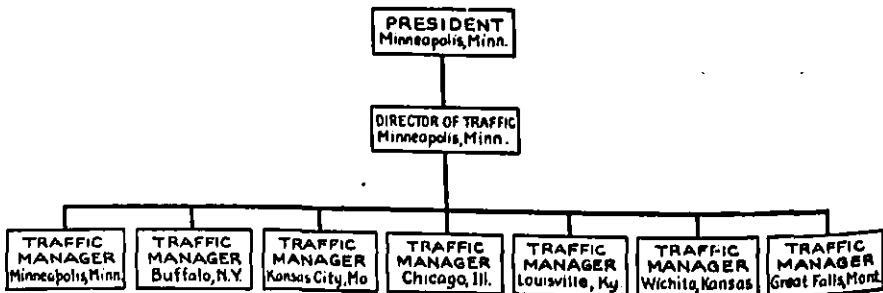 PRESIDENT
Minneapolis, Minn.
DIRECTOR OF TRAFFIC
Minneapolis, Minn.
TRAFFIC
MANAGER
Minneapolis, Minn.
TRAFFIC
MANAGER
Buffalo, N.Y.
TRAFFIC
MANAGER
Kansas City, Mo
TRAFFIC
MANAGER
Chicago, Ill.
TRAFFIC
MANAGER
Louisville, Ky
TRAFFIC
MANAGER
Wichita, Kansas
TRAFFIC
MANAGER
Great Falls, Mont.